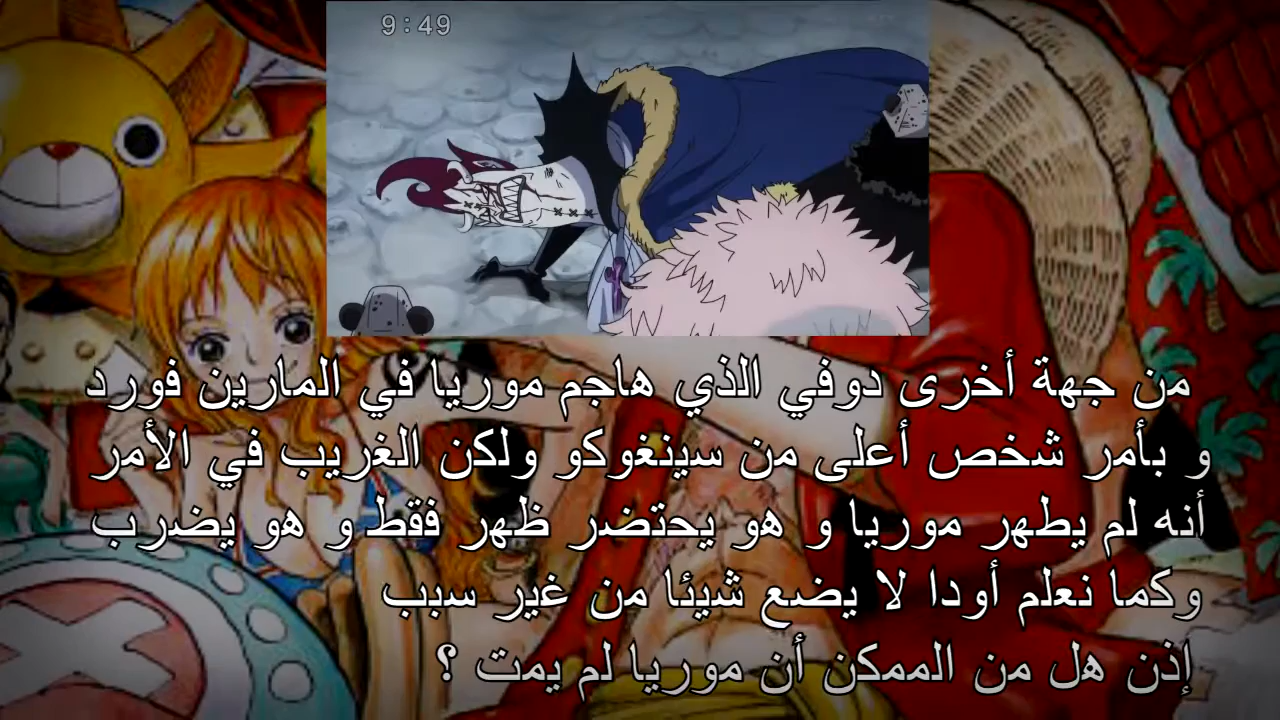 9:49
من جهة أخرى دوفي الذي هاجم موريا في المارين فورد
و بأمر شخص أعلى من سينغوكو ولكن الغريب في الأمر
أنه لم يطهر موريا و هو يحتضر ظهر فقط و هو يضرب
وكما نعلم أودا لا يضع شيئا من غير سبب
إذن هل من الممكن أن موريا لم يمت ؟